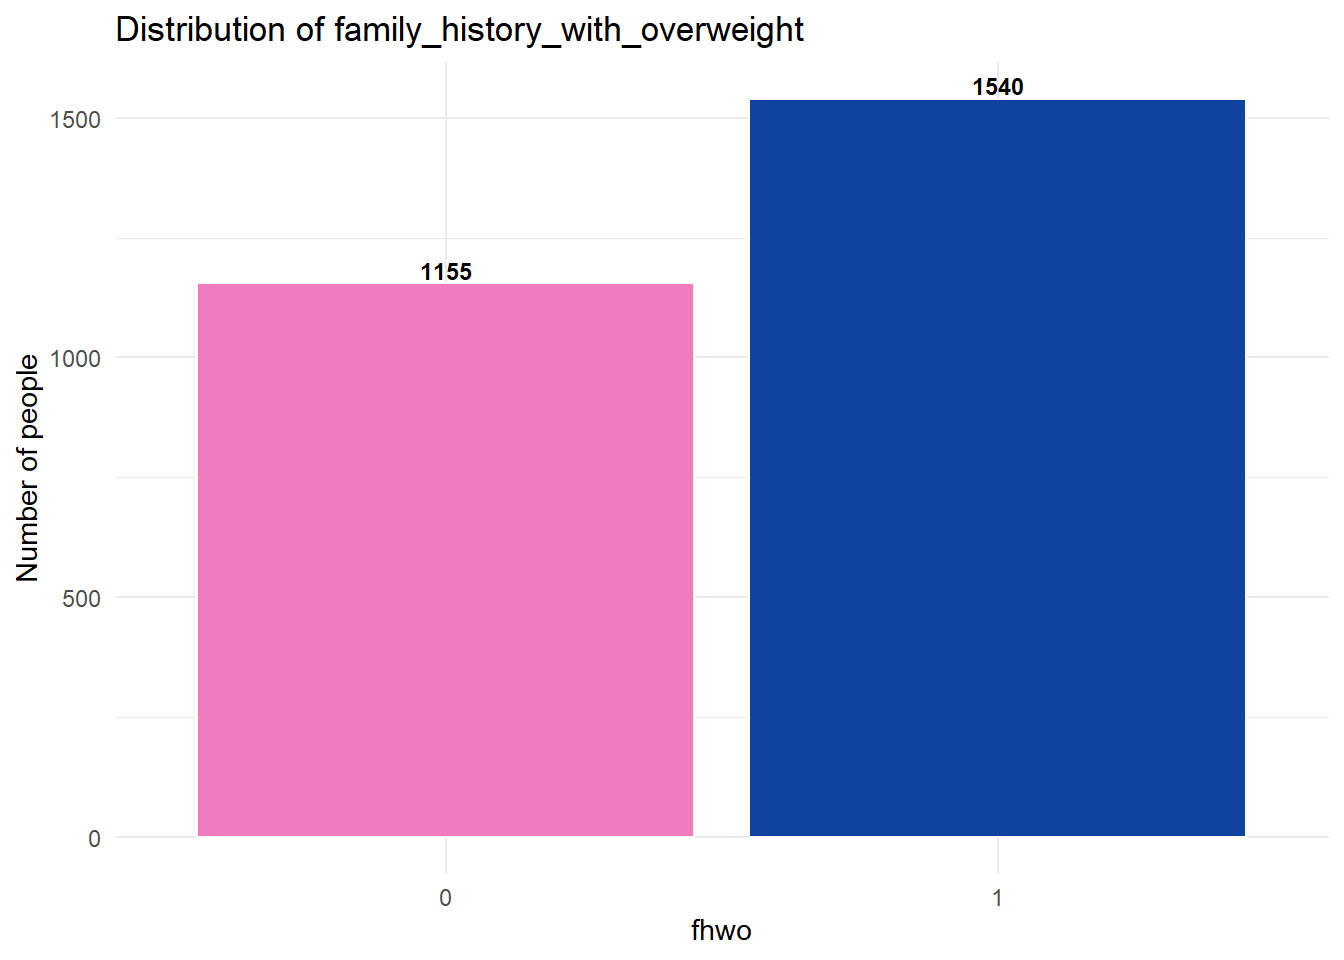 Distribution of family_history_with_overweight
1540
1500
1155
1000
Number of people
500
0
0 1
fhwo